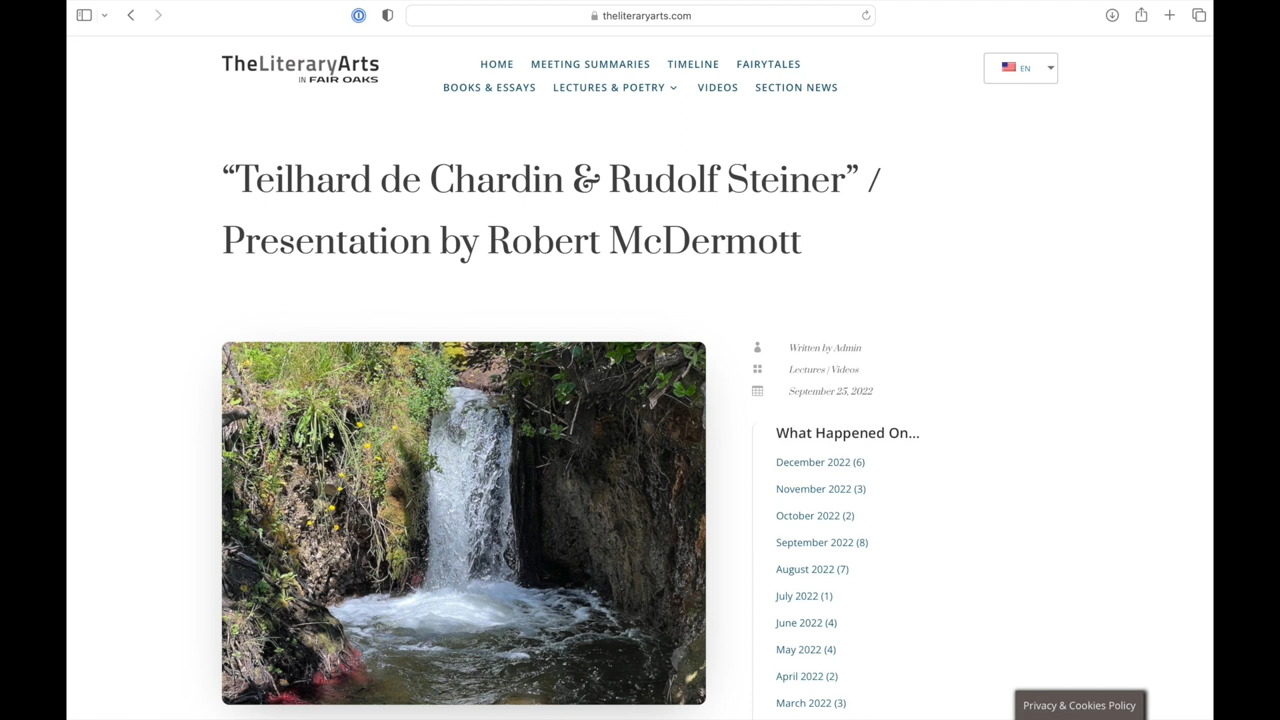 theliteraryarts.com
TheLiteraryArts
IN FAIR OAKS
HOME MEETING SUMMARIES TIMELINE FAIRYTALES
BOOKS & ESSAYS LECTURES & POETRY VIDEOS SECTION NEWS
EN
“Teilhard de Chardin & Rudolf Steiner” /
Presentation by Robert McDermott
Written by Admin
Lectures | Videos
September 25, 2022
What Happened On...
December 2022 (6)
November 2022 (3)
October 2022 (2)
September 2022 (8)
August 2022 (7)
July 2022 (1)
June 2022 (4)
May 2022 (4)
April 2022 (2)
March 2022 (3)
Privacy & Cookies Policy